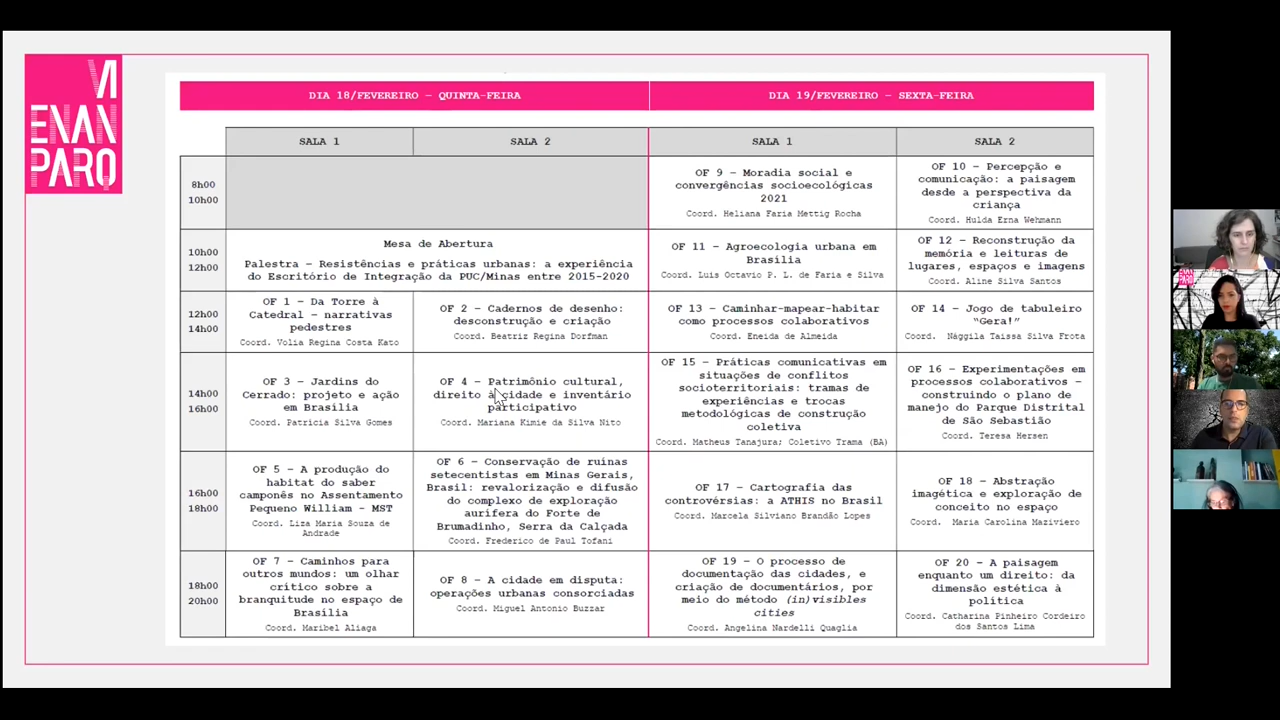 VI
ENAN
PARQ
DIA 18/FEVEREIRO – QUINTA-FEIRA
DIA 19/FEVEREIRO – SEXTA-FEIRA
SALA 1
SALA 2
SALA 1
SALA 2
8h00
10h00
OF 9 – Moradia social e
convergências socioecológicas
2021
Coord. Heliana Faria Mettig Rocha
OF 10 – Percepção e
comunicação: a paisagem
desde a perspectiva da
criança
Coord. Hulda Erna Wehmann
10h00
12h00
Mesa de Abertura
Palestra – Resistências e práticas urbanas: a experiência
do Escritório de Integração da PUC/Minas entre 2015-2020
OF 11 – Agroecologia urbana em
Brasília
Coord. Luis Octavio P. L. de Faria e Silva
OF 12 – Reconstrução da
memória e leituras de
lugares, espaços e imagens
Coord. Aline Silva Santos
12h00
14h00
OF 1 – Da Torre à
Catedral – narrativas
pedestres
Coord. Volia Regina Costa Kato
OF 2 – Cadernos de desenho:
desconstrução e criação
Coord. Beatriz Regina Dorfman
OF 13 – Caminhar-mapear-habitar
como processos colaborativos
Coord. Eneida de Almeida
OF 14 – Jogo de tabuleiro
“Gera!”
Coord. Nággila Taissa Silva Frota
14h00
16h00
OF 3 – Jardins do
Cerrado: projeto e ação
em Brasília
Coord. Patricia Silva Gomes
OF 4 – Patrimônio cultural,
direito à cidade e inventário
participativo
Coord. Mariana Kimie da Silva Nito
OF 15 – Práticas comunicativas em
situações de conflitos
socioterritoriais: tramas de
experiências e trocas
metodológicas de construção
coletiva
Coord. Matheus Tanajura; Coletivo Trama (BA)
OF 16 – Experimentações em
processos colaborativos –
construindo o plano de
manejo do Parque Distrital
de São Sebastião
Coord. Teresa Hersen
16h00
18h00
OF 5 – A produção do
habitat do saber
camponês no Assentamento
Pequeno William – MST
Coord. Liza Maria Souza de
Andrade
OF 6 – Conservação de ruínas
setecentistas em Minas Gerais,
Brasil: revalorização e difusão
do complexo de exploração
aurífera do Forte de
Brumadinho, Serra da Calçada
Coord. Frederico de Paul Tofani
OF 17 – Cartografia das
controvérsias: a ATHIS no Brasil
Coord. Marcela Silviano Brandão Lopes
OF 18 – Abstração
imagética e exploração de
conceito no espaço
Coord. Maria Carolina Maziviero
18h00
20h00
OF 7 – Caminhos para
outros mundos: um olhar
crítico sobre a
branquitude no espaço de
Brasília
Coord. Maribel Aliaga
OF 8 – A cidade em disputa:
operações urbanas consorciadas
Coord. Miguel Antonio Buzzar
OF 19 – O processo de
documentação das cidades, e
criação de documentários, por
meio do método (in)visibles
cities
Coord. Angelina Nardelli Quaglia
OF 20 – A paisagem
enquanto um direito: da
dimensão estética à
política
Coord. Catharina Pinheiro Cordeiro
dos Santos Lima